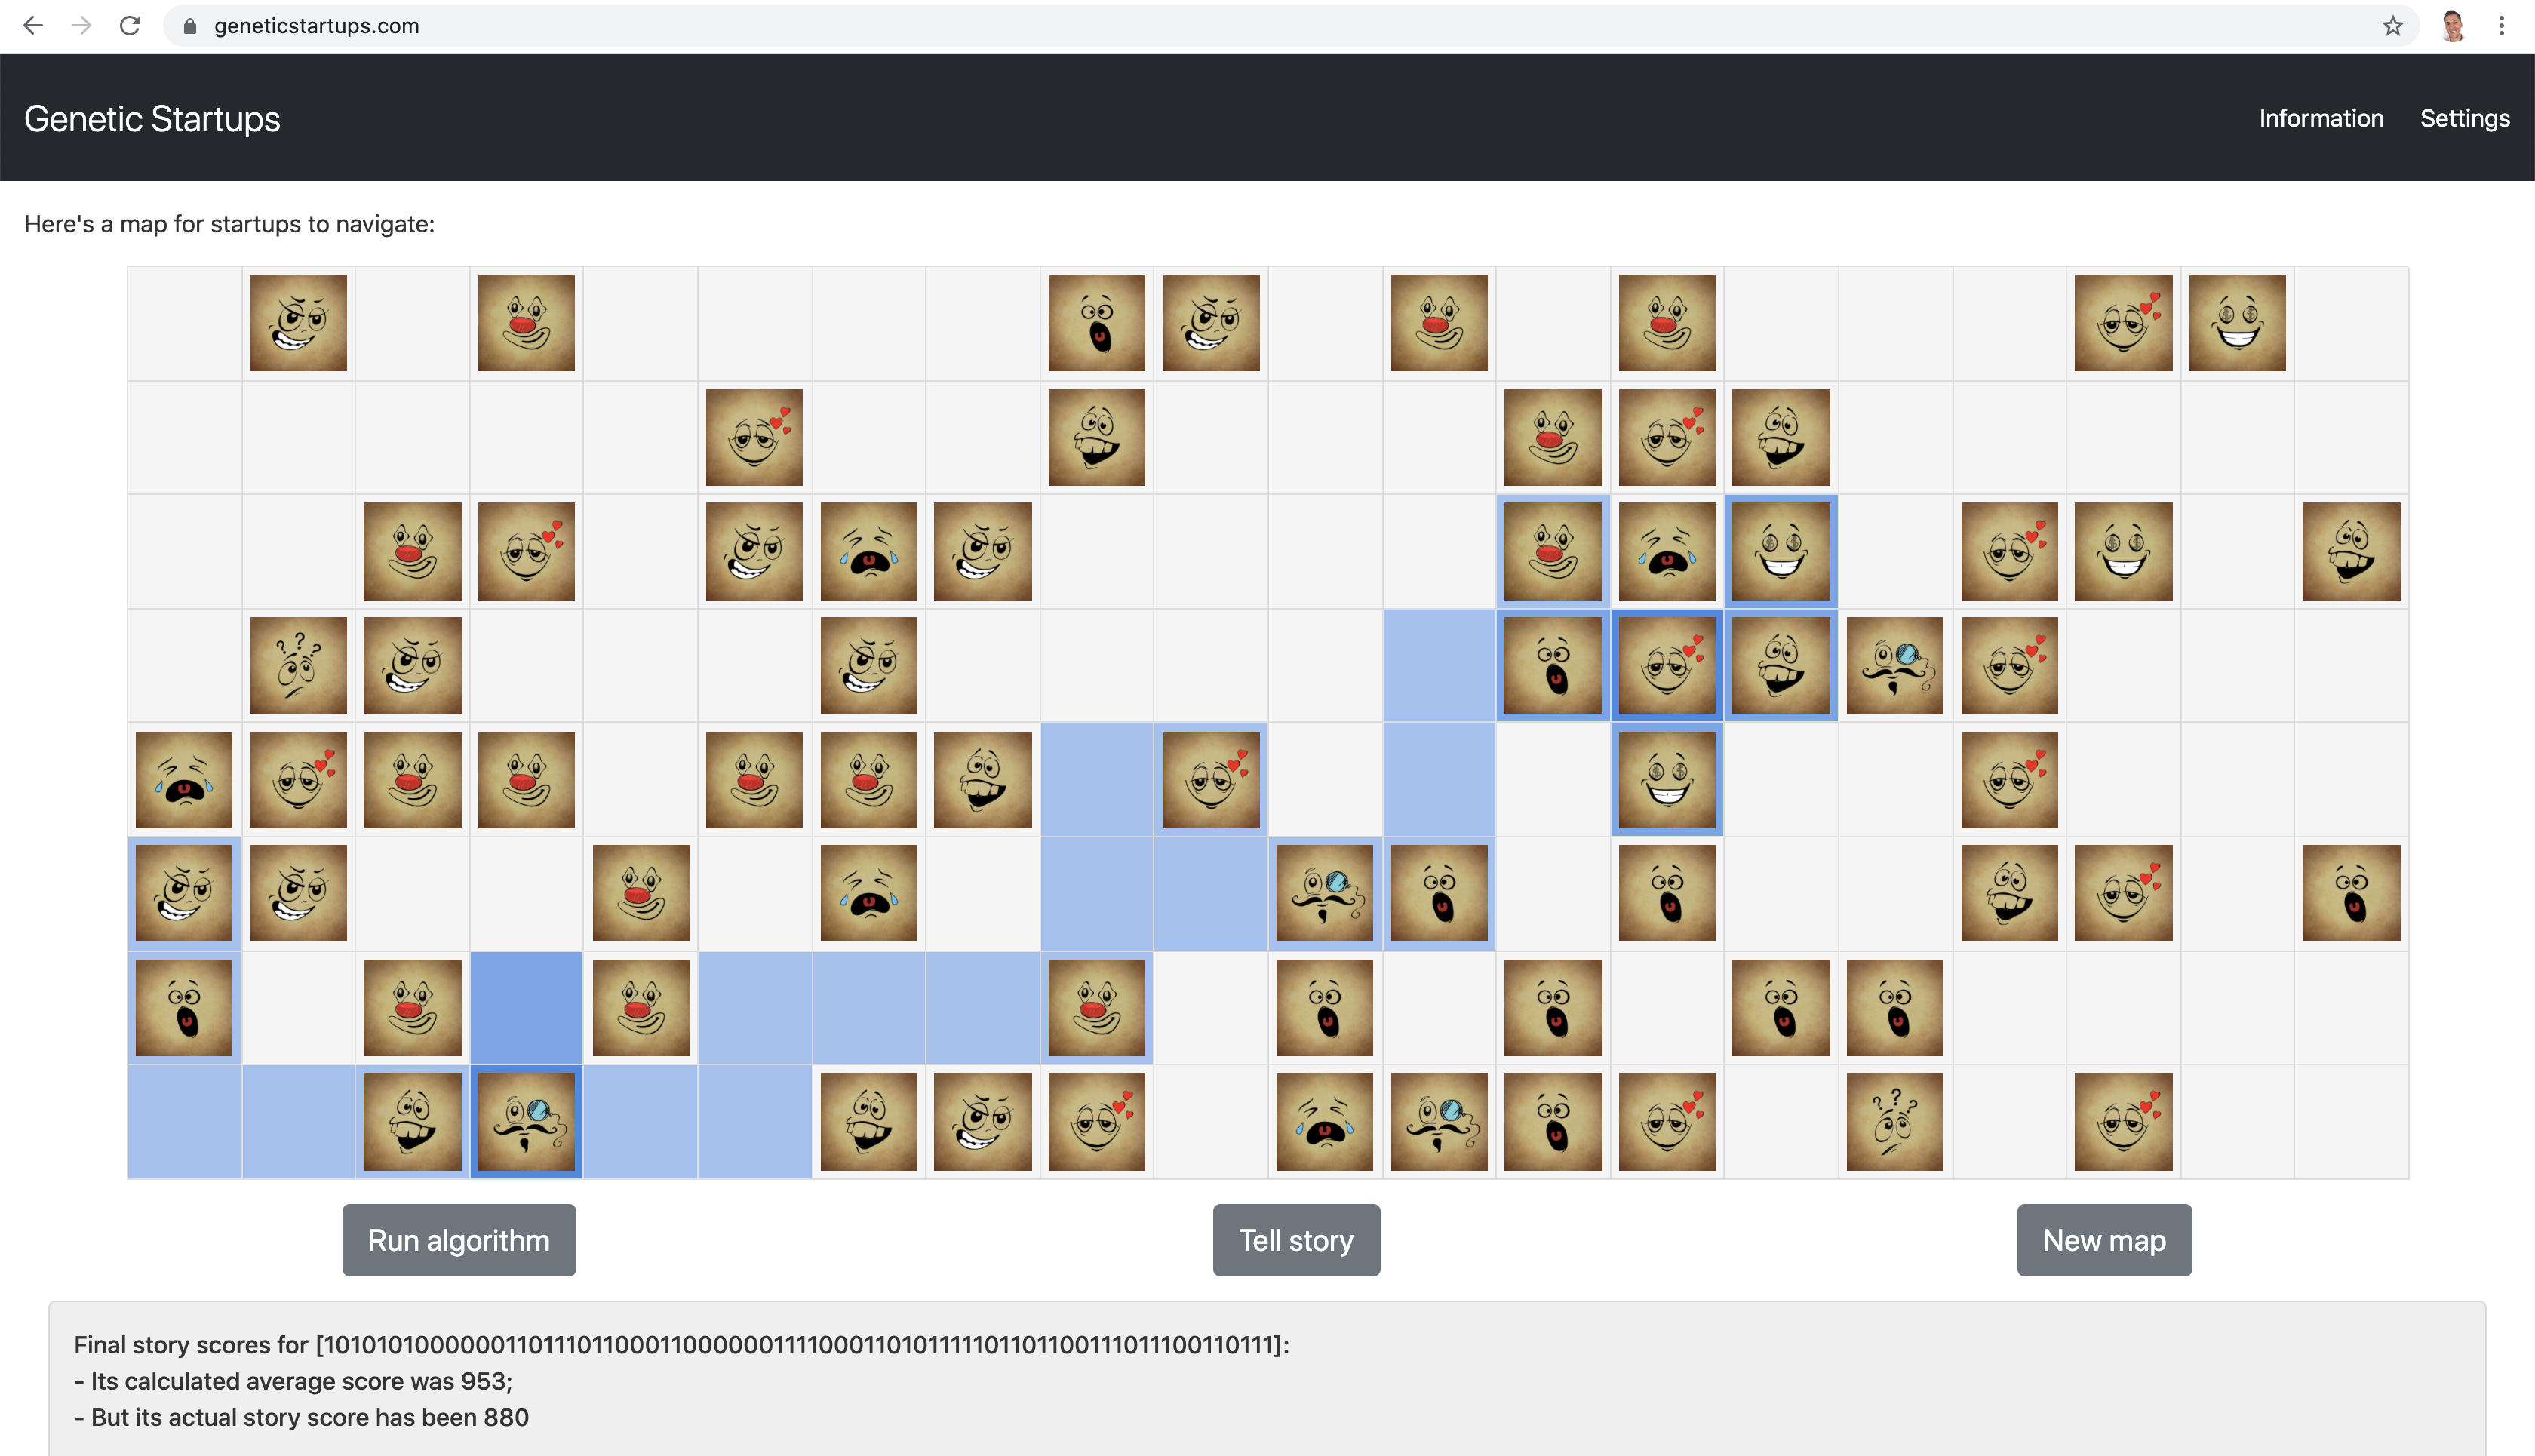 geneticstartups.com
Genetic Startups
Information
Settings
Here's a map for startups to navigate:
Run algorithm
Tell story
New map
Final story scores for [1010101000000110111011000110000001111000110101111101101100111011100110111]:
- Its calculated average score was 953;
- But its actual story score has been 880